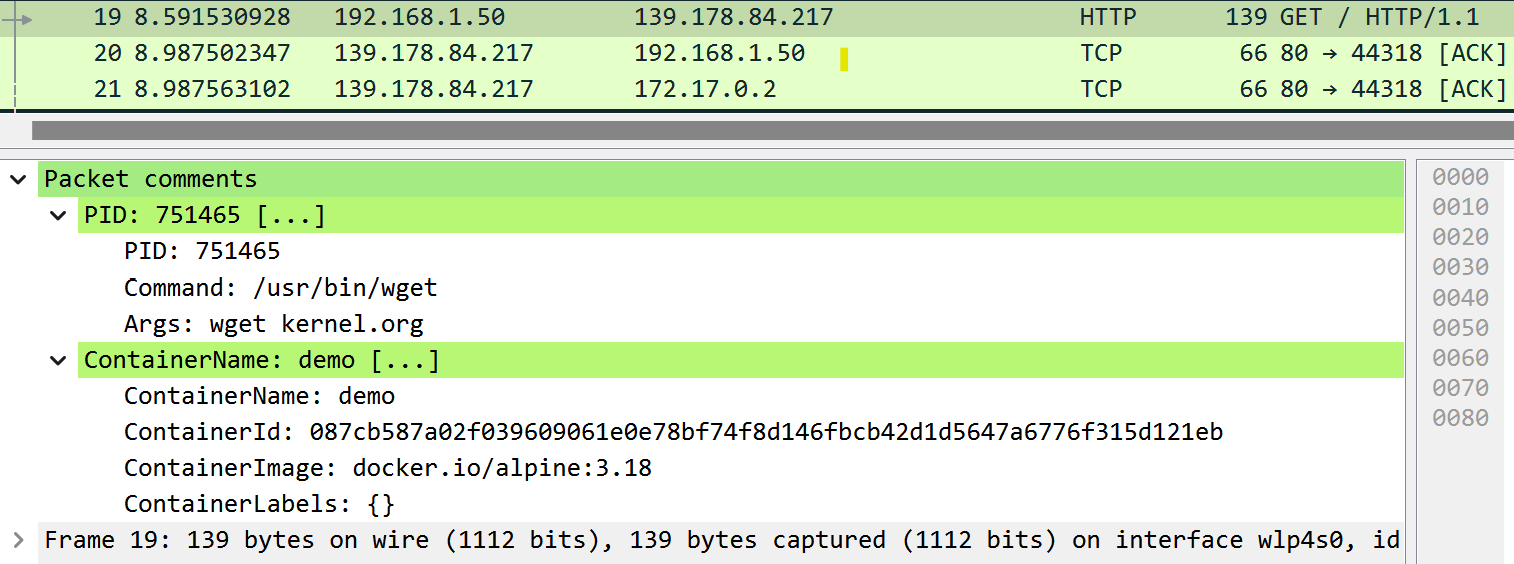 19 8.591530928 192.168.1.50 139.178.84.217 HTTP 139 GET / HTTP/1.1
20 8.987502347 139.178.84.217 192.168.1.50 TCP 66 80 → 44318 [ACK]
21 8.987563102 139.178.84.217 172.17.0.2 TCP 66 80 → 44318 [ACK]
Packet comments
PID: 751465 [...]
PID: 751465
Command: /usr/bin/wget
Args: wget kernel.org
ContainerName: demo [...]
ContainerName: demo
ContainerId: 087cb587a02f039609061e0e78bf74f8d146fbcb42d1d5647a6776f315d121eb
ContainerImage: docker.io/alpine:3.18
ContainerLabels: {}
Frame 19: 139 bytes on wire (1112 bits), 139 bytes captured (1112 bits) on interface wlp4s0, id
0000
0010
0020
0030
0040
0050
0060
0070
0080